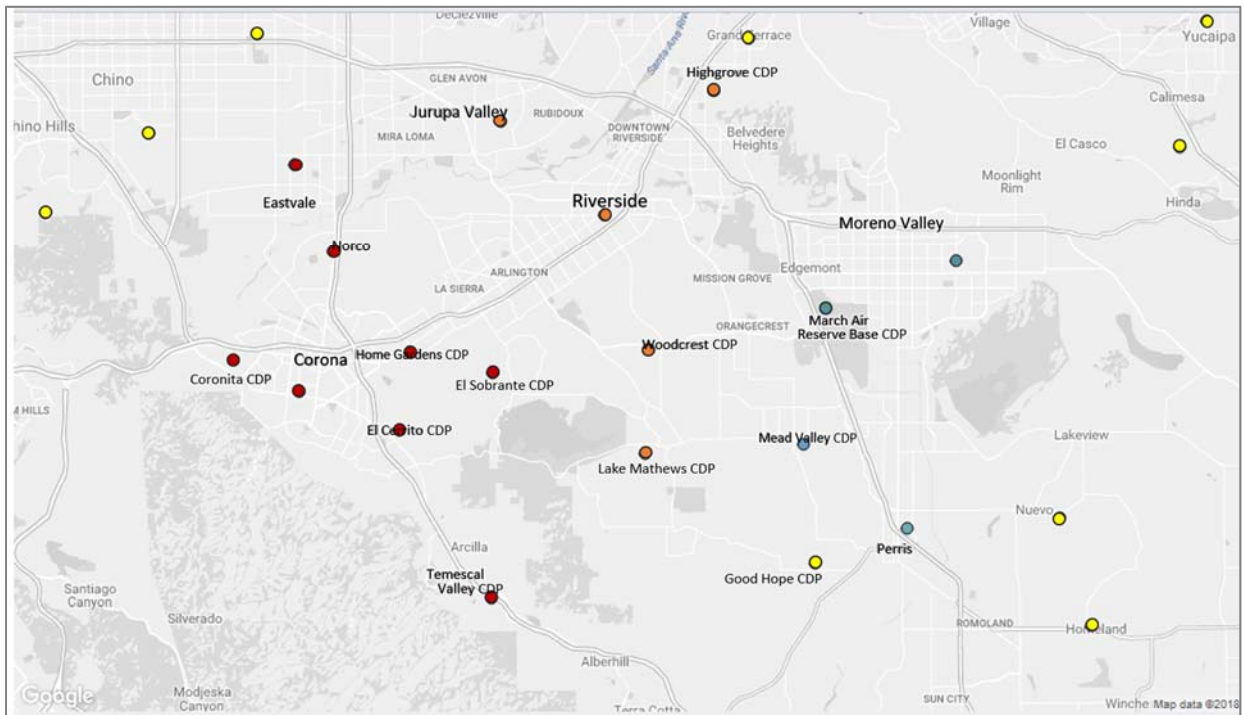 Declezville
Village
Grand Terrace
Yucaipa
Santa Ana Rive
Chino
GLEN AVON
Highgrove CDP
Calimesa
Jurupa Valley
RUBIDOUX
hino Hills
MIRA LOMA
DOWNTOWN
RIVERSIDE
Belvedere
Heights
El Casco
Moonlight
Rim
Eastvale
Riverside
Hinda
Moreno Valley
Norco
ARLINGTON
Edgemont
MISSION GROVE
LA SIERRA
March Air
Reserve Base CDP
ORANGECREST
Woodcrest CDP
Home Gardens CDP
Corona
Coronita CDP
El Sobrante CDP
M HILLS
El Cerrito CDP
Mead Valley CDP
Lakeview
Lake Mathews CDP
Nuevo
Arcilla
Perris
Temescal
Valley CDP
Good Hope CDP
Santiago
Canyon
Silverado
ROMOLAND
Homeland
Alberhill
Google
Modjeska
Canyon
SUN CITY
Terra Cotta
Winche
Map data ©2018